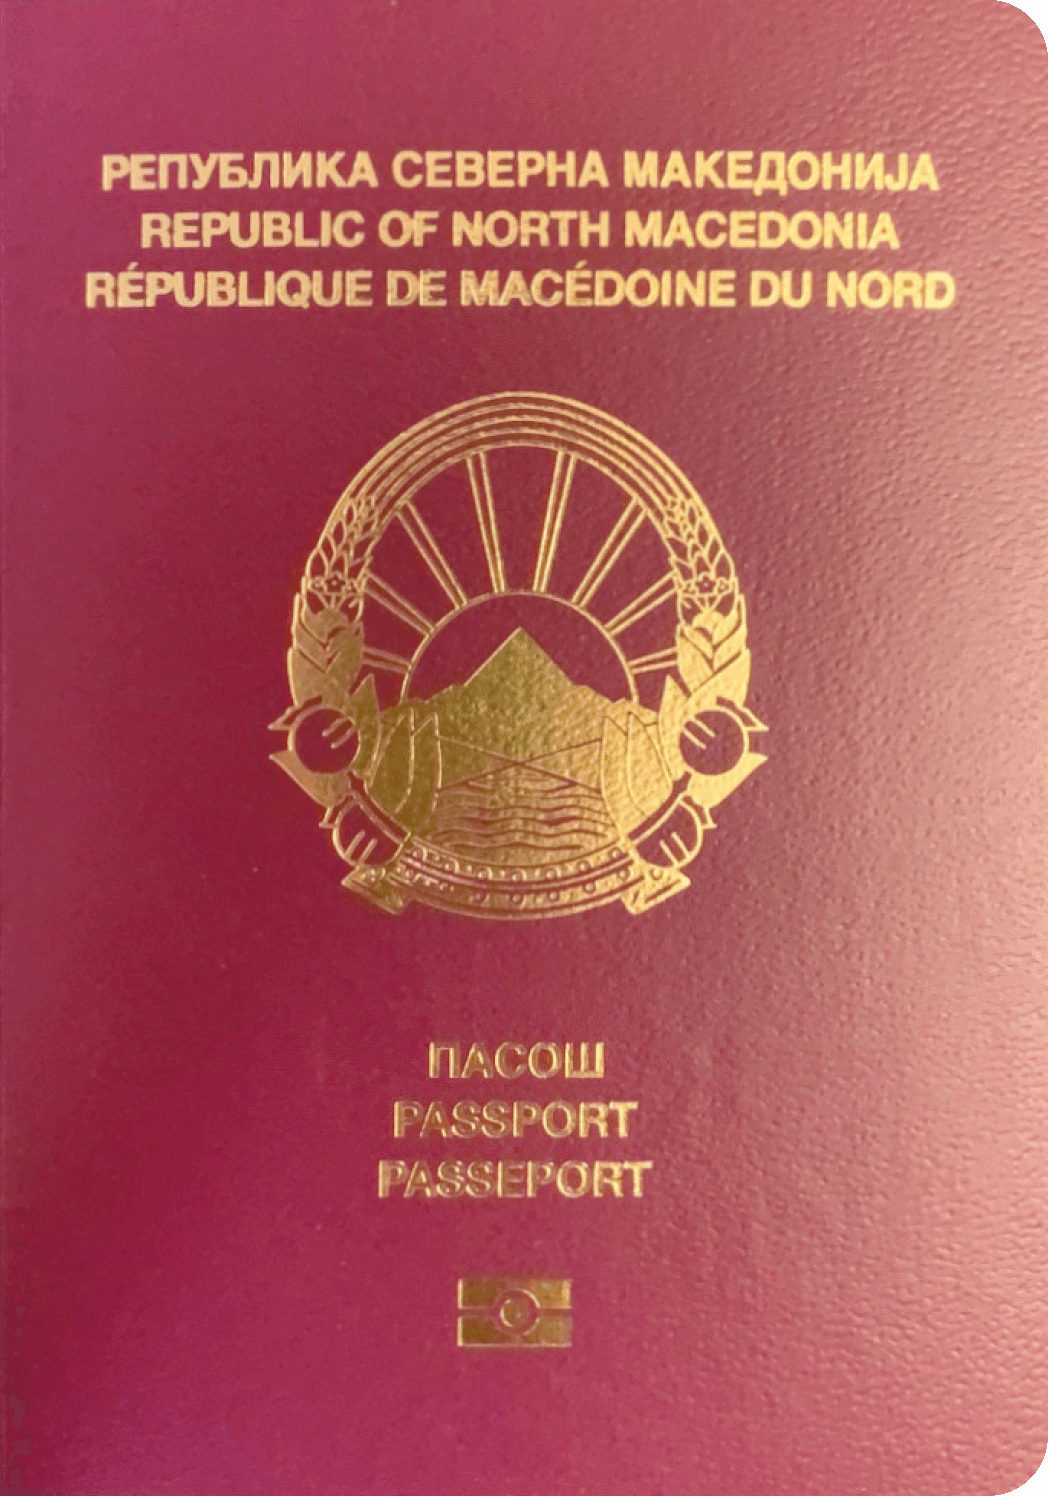 РЕПУБЛИКА СЕВЕРНА МАКЕДОНИЈА
REPUBLIC OF NORTH MACEDONIA
RÉPUBLIQUE DE MACÉDOINE DU NORD
ПАСОШ
PASSPORT
PASSEPORT